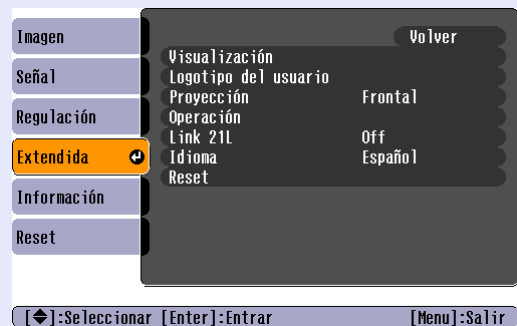 Imagen
Señal
Regulación
Extendida
Información
Reset
Volver
Visualización
Logotipo del usuario
Proyección Frontal
Operación
Link 21L Off
Idioma Español
Reset
[◆]:Seleccionar [Enter]:Entrar [Menu]:Salir